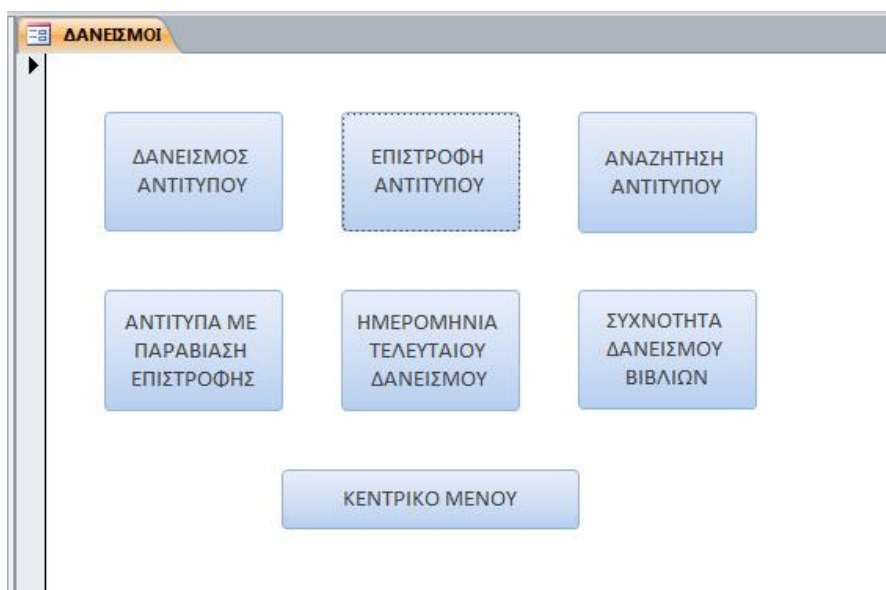 ΔΑΝΕΙΣΜΟΙ
ΔΑΝΕΙΣΜΟΣ
ΑΝΤΙΤΥΠΟΥ
ΕΠΙΣΤΡΟΦΗ
ΑΝΤΙΤΥΠΟΥ
ΑΝΑΖΗΤΗΣΗ
ΑΝΤΙΤΥΠΟΥ
ΑΝΤΙΤΥΠΑ ΜΕ
ΠΑΡΑΒΙΑΣΗ
ΕΠΙΣΤΡΟΦΗΣ
ΗΜΕΡΟΜΗΝΙΑ
ΤΕΛΕΥΤΑΙΟΥ
ΔΑΝΕΙΣΜΟΥ
ΣΥΧΝΟΤΗΤΑ
ΔΑΝΕΙΣΜΟΥ
ΒΙΒΛΙΩΝ
ΚΕΝΤΡΙΚΟ ΜΕΝΟΥ